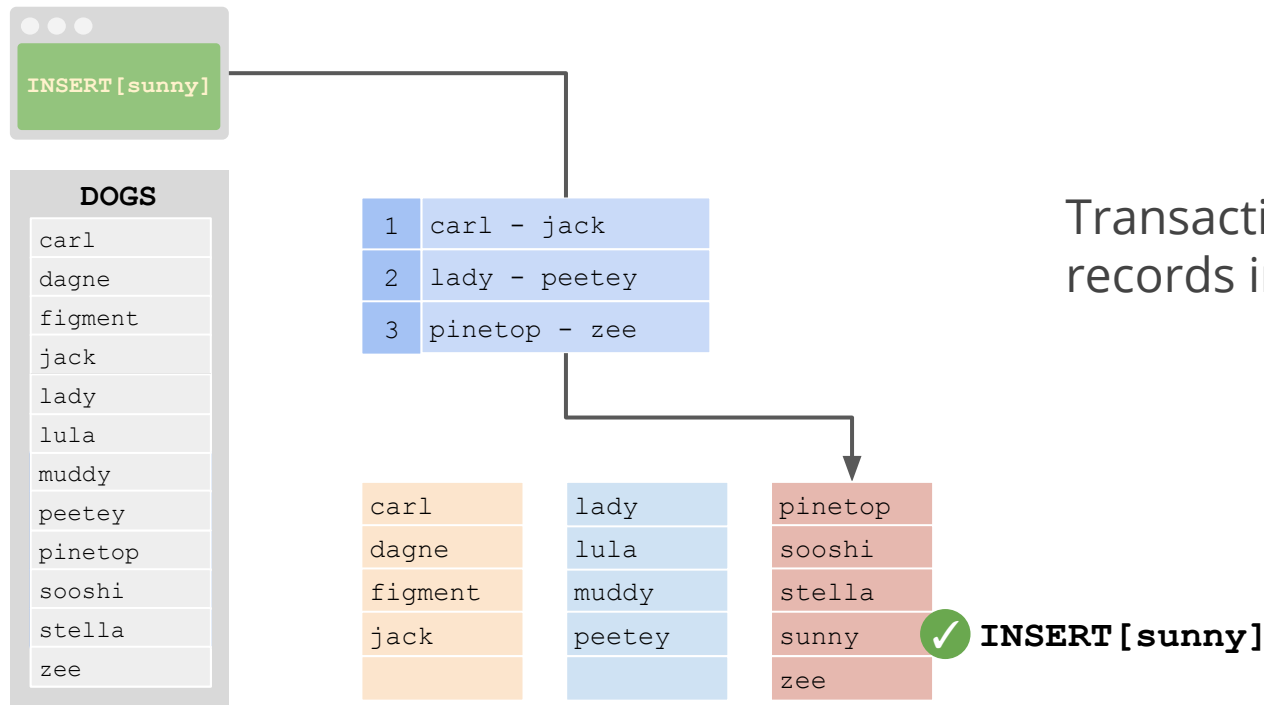 INSERT[sunny]
DOGS
carl
dagne
figment
jack
lady
lula
muddy
peetey
pinetop
sooshi
stella
zee
1 carl - jack
2 lady - peetey
3 pinetop - zee
records
carl
dagne
figment
jack
lady
lula
muddy
peetey
pinetop
sooshi
stella
sunny
zee
✓ INSERT[sunny]